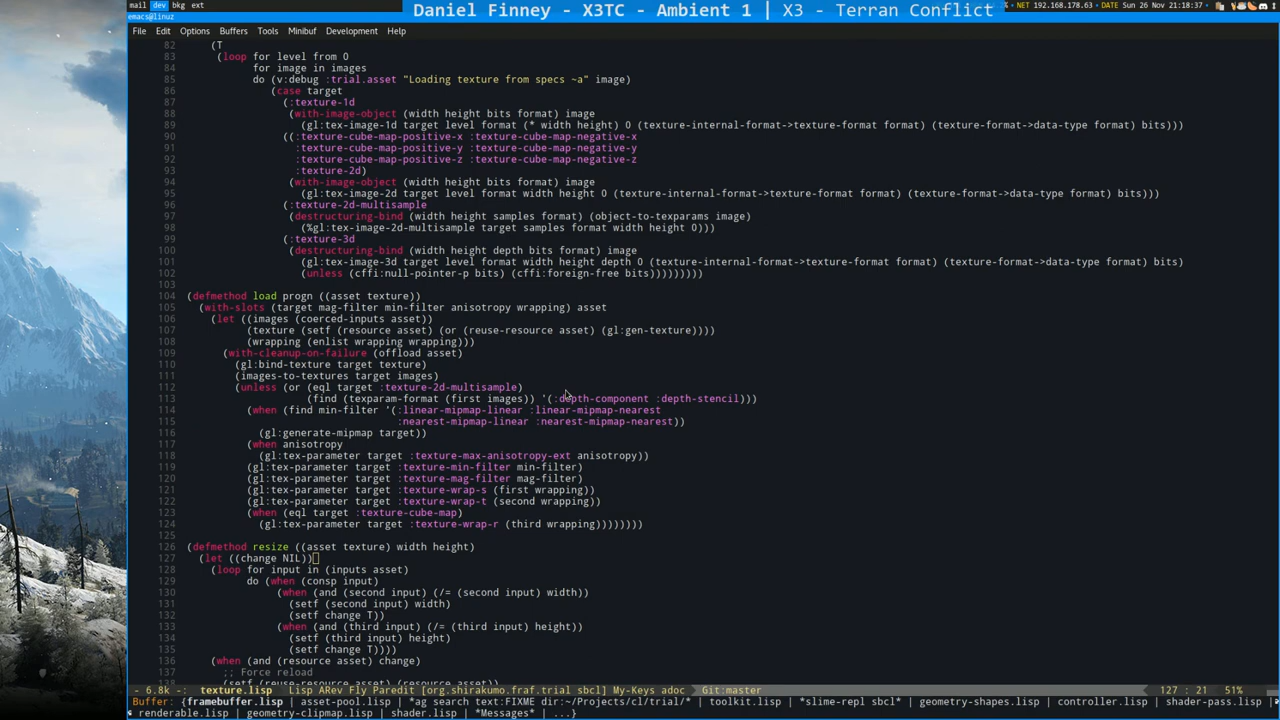 mail dev bkg ext
Daniel Finney - X3TC - Ambient 1 | X3 - Terran Conflict
NET 192.168.178.63 • DATE Sun 26 Nov 21:18:37
emacs@linuz
File Edit Options Buffers Tools Minibuf Development Help
82 (T
83 (loop for level from 0
84 for image in images
85 do (v:debug :trial.asset "Loading texture from specs ~a" image)
86 (case target
87 (:texture-1d
88 (with-image-object (width height bits format) image
89 (gl:tex-image-1d target level format (* width height) 0 (texture-internal-format->texture-format format) (texture-format->data-type format) bits)))
90 ((:texture-cube-map-positive-x :texture-cube-map-negative-x
91 :texture-cube-map-positive-y :texture-cube-map-negative-y
92 :texture-cube-map-positive-z :texture-cube-map-negative-z
93 :texture-2d)
94 (with-image-object (width height bits format) image
95 (gl:tex-image-2d target level format width height 0 (texture-internal-format->texture-format format) (texture-format->data-type format) bits)))
96 (:texture-2d-multisample
97 (destructuring-bind (width height samples format) (object-to-texparams image)
98 (%gl:tex-image-2d-multisample target samples format width height 0)))
99 (:texture-3d
100 (destructuring-bind (width height depth bits format) image
101 (gl:tex-image-3d target level format width height depth 0 (texture-internal-format->texture-format format) (texture-format->data-type format) bits)
102 (unless (cffi:null-pointer-p bits) (cffi:foreign-free bits)))))))))
103
104 (defmethod load progn ((asset texture))
105 (with-slots (target mag-filter min-filter anisotropy wrapping) asset
106 (let ((images (coerced-inputs asset))
107 (texture (setf (resource asset) (or (reuse-resource asset) (gl:gen-texture))))
108 (wrapping (enlist wrapping wrapping)))
109 (with-cleanup-on-failure (offload asset)
110 (gl:bind-texture target texture)
111 (images-to-textures target images)
112 (unless (or (eql target :texture-2d-multisample)
113 (find (texparam-format (first images)) '(:depth-component :depth-stencil)))
114 (when (find min-filter '(:linear-mipmap-linear :linear-mipmap-nearest
115 :nearest-mipmap-linear :nearest-mipmap-nearest))
116 (gl:generate-mipmap target))
117 (when anisotropy
118 (gl:tex-parameter target :texture-max-anisotropy-ext anisotropy))
119 (gl:tex-parameter target :texture-min-filter min-filter)
120 (gl:tex-parameter target :texture-mag-filter mag-filter)
121 (gl:tex-parameter target :texture-wrap-s (first wrapping))
122 (gl:tex-parameter target :texture-wrap-t (second wrapping))
123 (when (eql target :texture-cube-map)
124 (gl:tex-parameter target :texture-wrap-r (third wrapping))))))))
125
126 (defmethod resize ((asset texture) width height)
127 (let ((change NIL))
128 (loop for input in (inputs asset)
129 do (when (consp input)
130 (when (and (second input) (/= (second input) width))
131 (setf (second input) width)
132 (setf change T))
133 (when (and (third input) (/= (third input) height))
134 (setf (third input) height)
135 (setf change T))))
136 (when (and (resource asset) change)
137 ;; Force reload
138 (setf (reuse-resource asset)
- 6.8k -: texture.lisp Lisp ARev Fly Paredit [org.shirakumo.fraf.trial sbcl] My-Keys adoc Git:master 127 : 21 51%
Buffer: {framebuffer.lisp | asset-pool.lisp | *ag search text:FIXME dir:~/Projects/cl/trial/* | toolkit.lisp | *slime-repl sbcl* | geometry-shapes.lisp | controller.lisp | shader-pass.lisp |
renderable.lisp | geometry-clipmap.lisp | shader.lisp | *Messages* | ...}